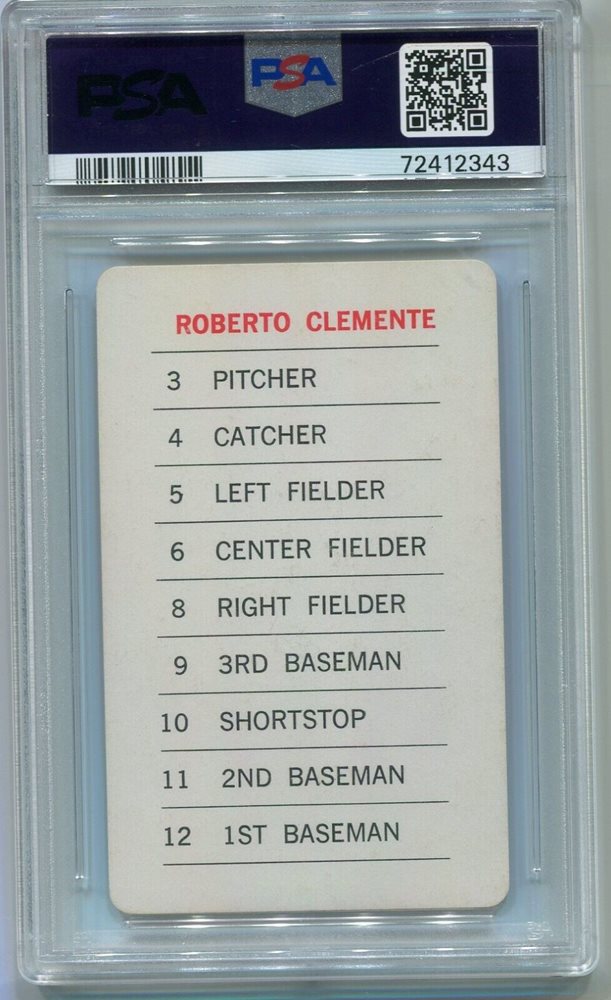 PSA
PSA
72412343
ROBERTO CLEMENTE
3 PITCHER
4 CATCHER
5 LEFT FIELDER
6 CENTER FIELDER
8 RIGHT FIELDER
9 3RD BASEMAN
10 SHORTSTOP
11 2ND BASEMAN
12 1ST BASEMAN